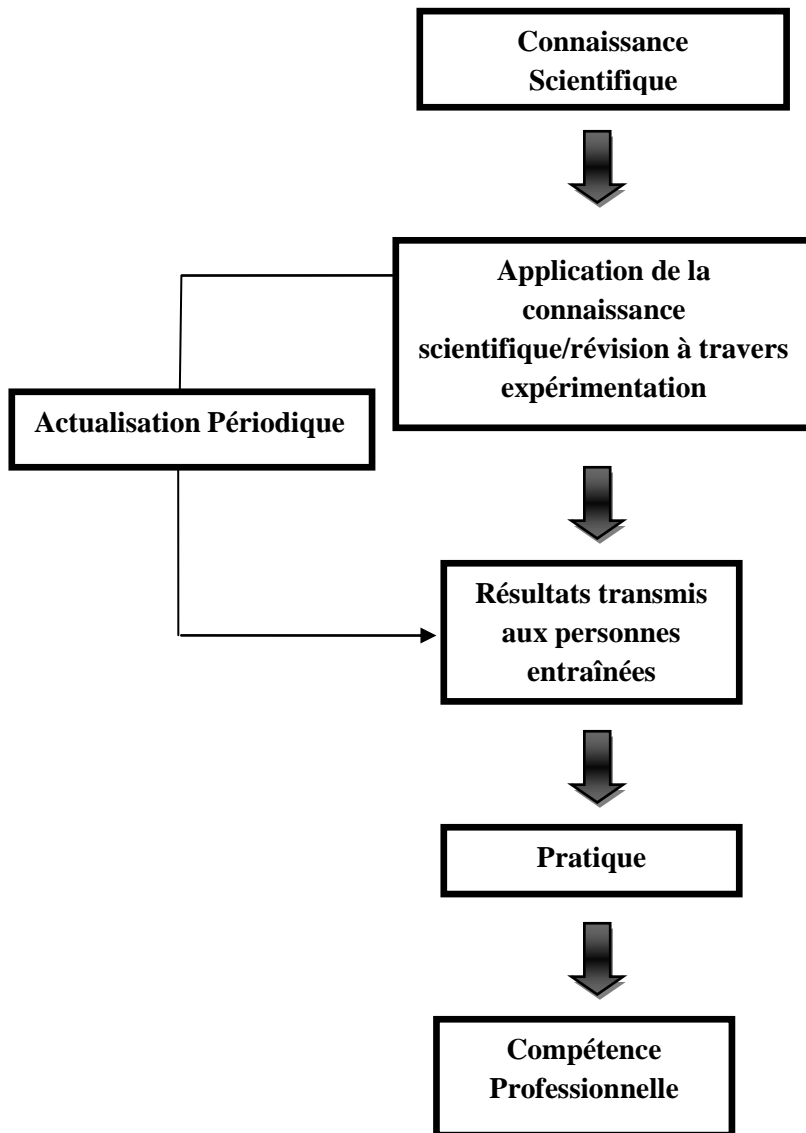 Connaissance
Scientifique
Application de la
connaissance
scientifique/révision à travers
expérimentation
Actualisation Périodique
Résultats transmis
aux personnes
entraînées
Pratique
Compétence
Professionnelle